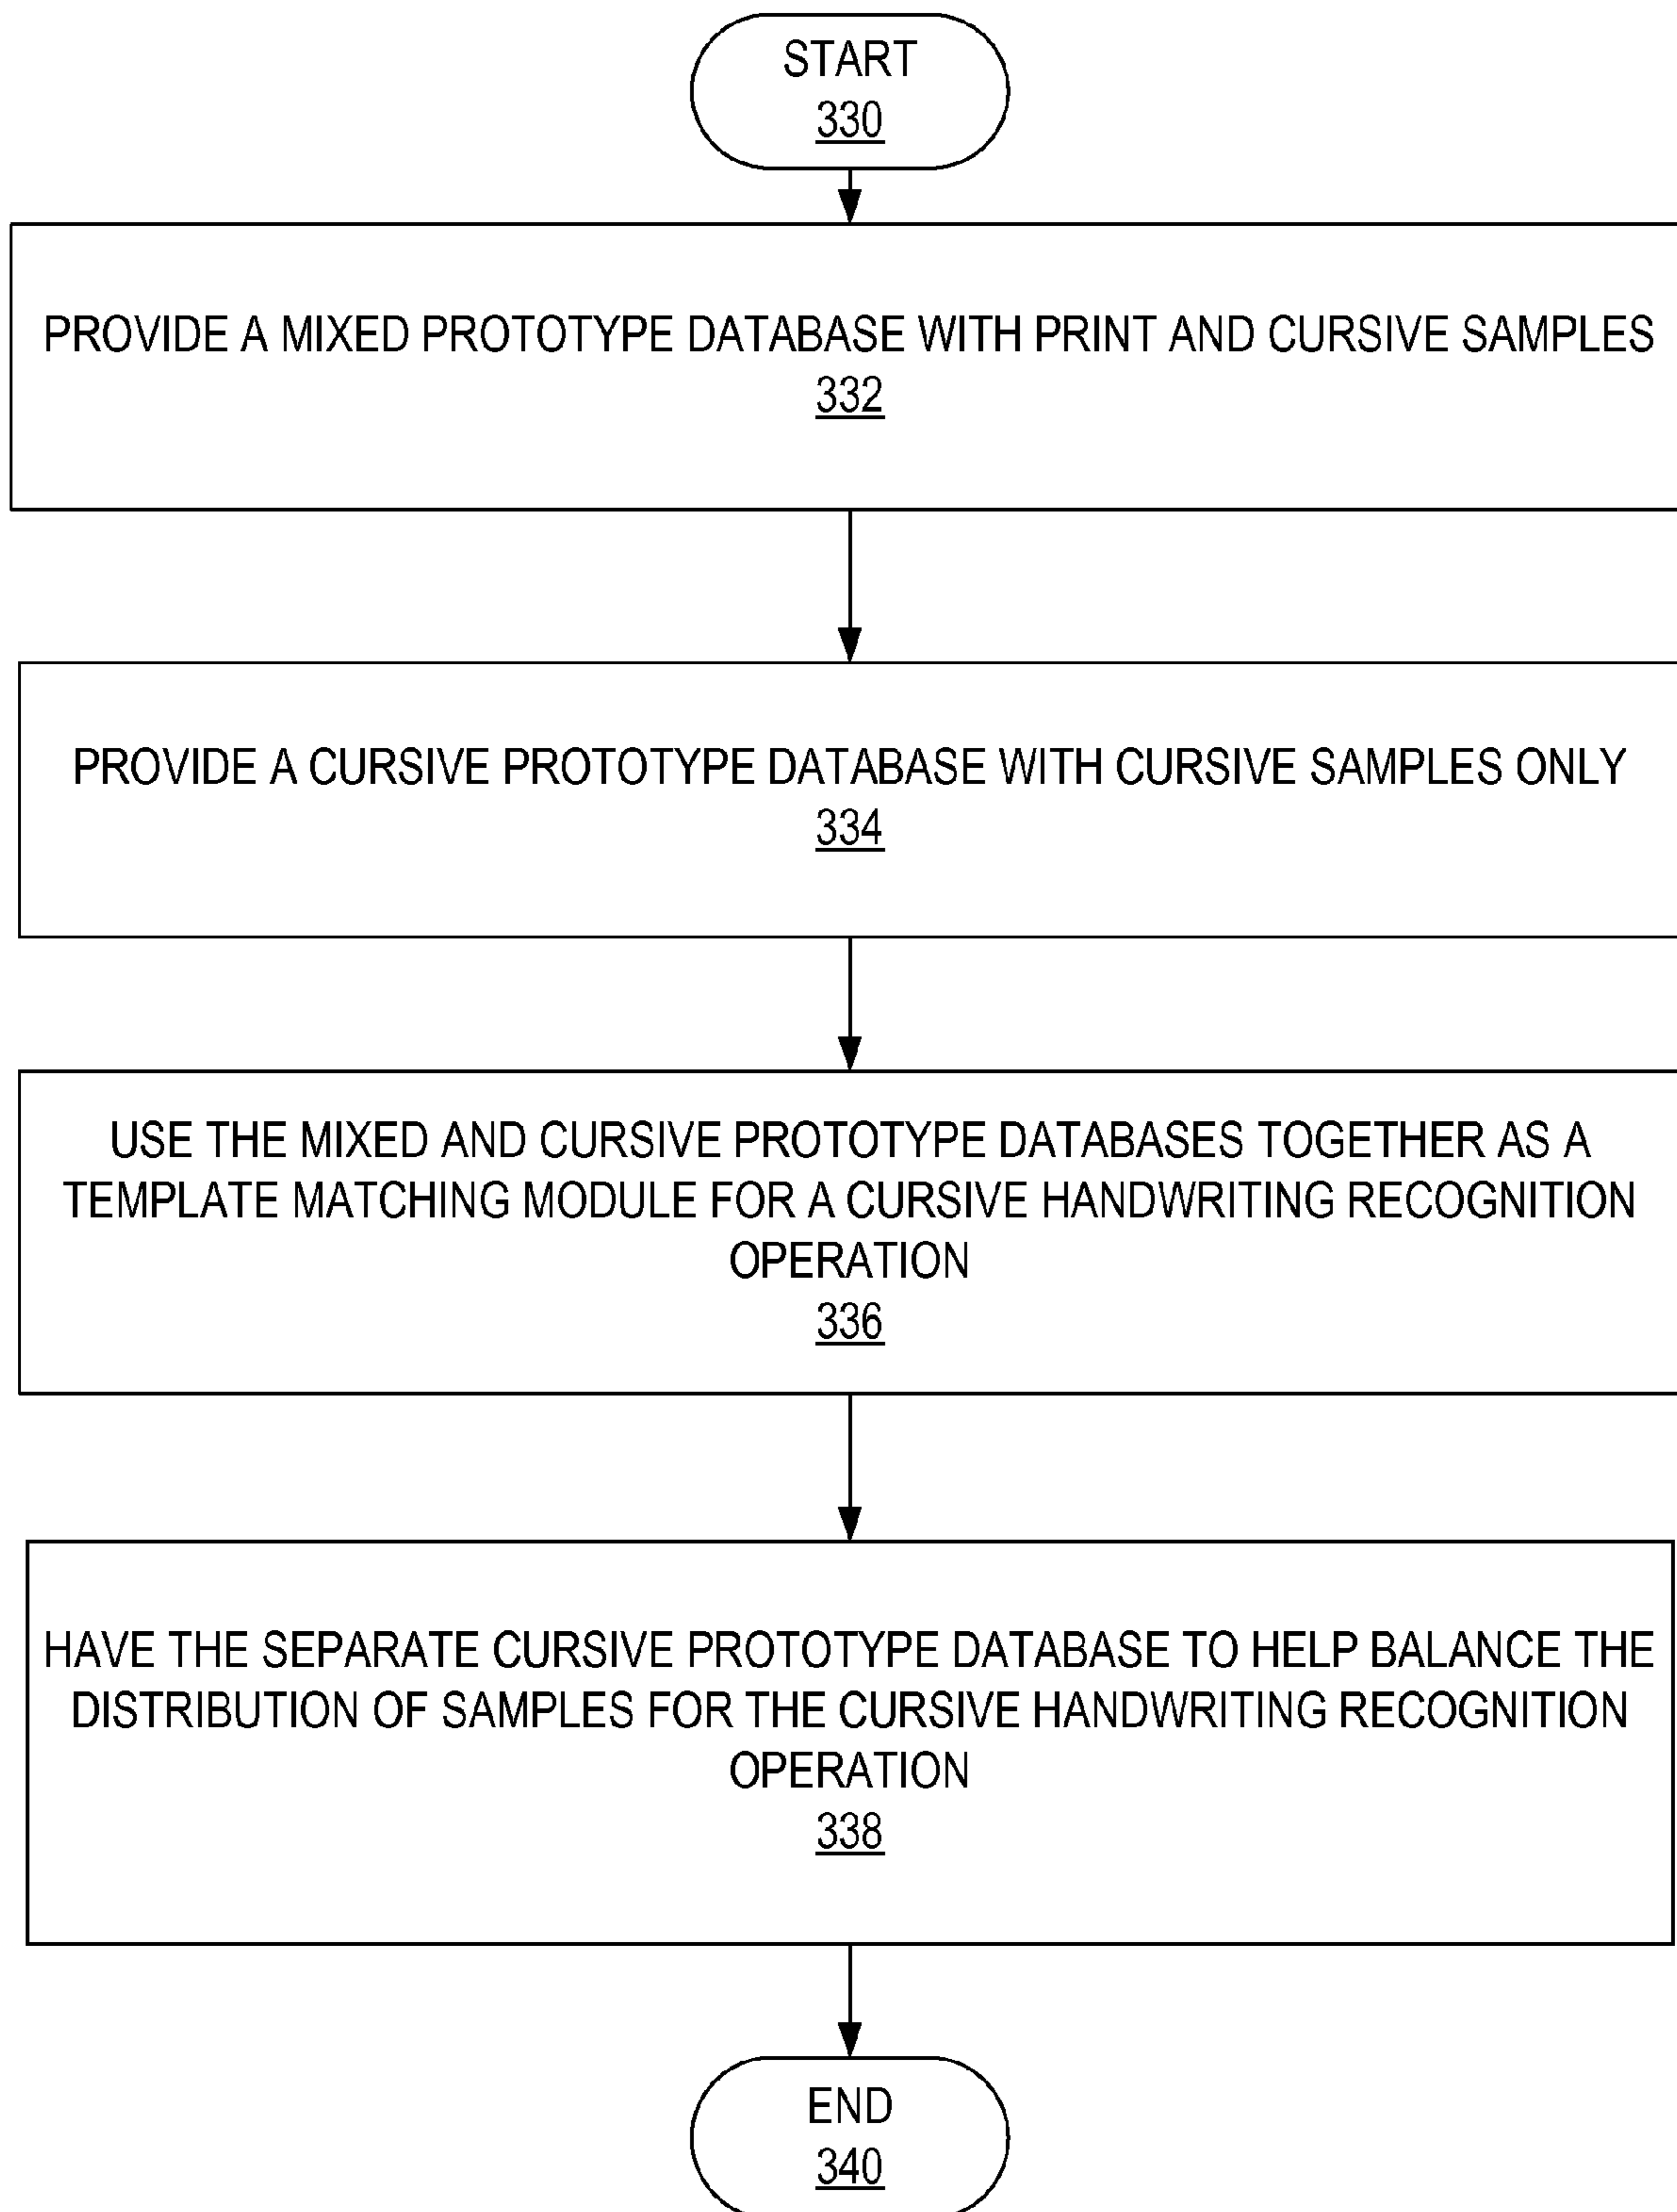 START
330
PROVIDE A MIXED PROTOTYPE DATABASE WITH PRINT AND CURSIVE SAMPLES
332
PROVIDE A CURSIVE PROTOTYPE DATABASE WITH CURSIVE SAMPLES ONLY
334
USE THE MIXED AND CURSIVE PROTOTYPE DATABASES TOGETHER AS A
TEMPLATE MATCHING MODULE FOR A CURSIVE HANDWRITING RECOGNITION
OPERATION
336
HAVE THE SEPARATE CURSIVE PROTOTYPE DATABASE TO HELP BALANCE THE
DISTRIBUTION OF SAMPLES FOR THE CURSIVE HANDWRITING RECOGNITION
OPERATION
338
END
340